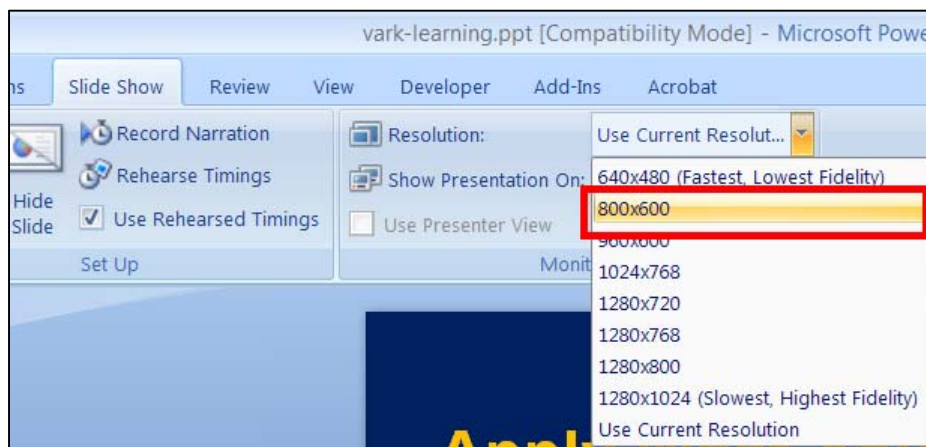 vark-learning.ppt [Compatibility Mode] - Microsoft Powe
ns Slide Show Review View Developer Add-Ins Acrobat
Record Narration
Rehearse Timings
Use Rehearsed Timings
Hide
Slide
Set Up
Resolution: Use Current Resolut...
Show Presentation On:
Use Presenter View
Monit
640x480 (Fastest, Lowest Fidelity)
800x600
960x600
1024x768
1280x720
1280x768
1280x800
1280x1024 (Slowest, Highest Fidelity)
Use Current Resolution